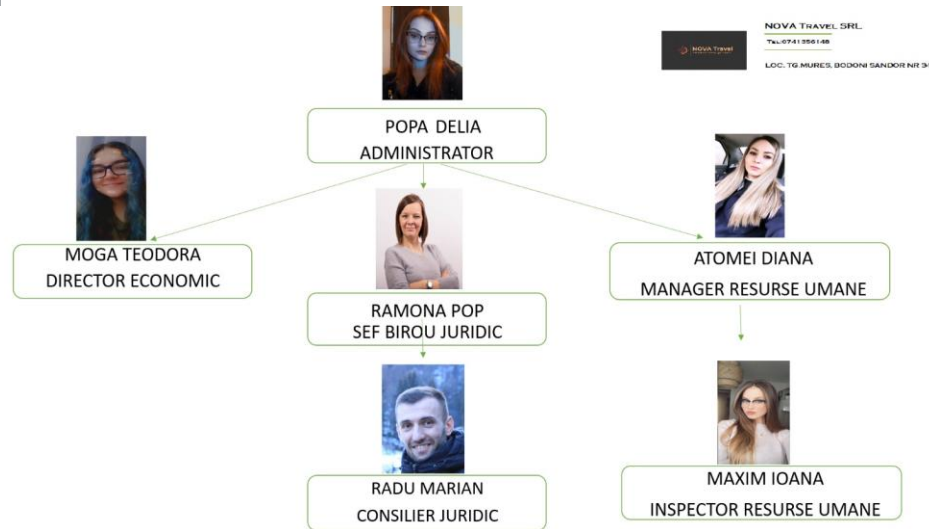 NOVA TRAVEL SRL
TEL:0741356148
LOC. TG.MURES, BODONI SANDOR NR
NOVA Travel
POPA DELIA
ADMINISTRATOR
MOGA TEODORA
DIRECTOR ECONOMIC
RAMONA POP
SEF BIROU JURIDIC
ATOMEI DIANA
MANAGER RESURSE UMANE
RADU MARIAN
CONSILIER JURIDIC
MAXIM IOANA
INSPECTOR RESURSE UMANE